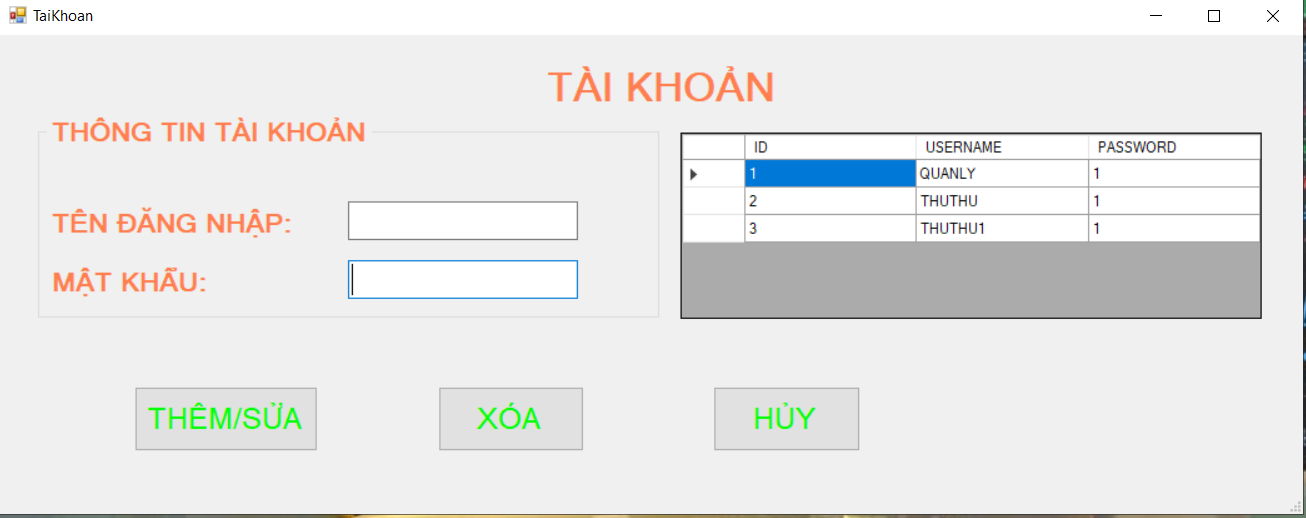 TaiKhoan
TÀI KHOẢN
THÔNG TIN TÀI KHOẢN
TÊN ĐĂNG NHẬP:
MẬT KHẨU:
ID USERNAME PASSWORD
1 QUANLY 1
2 THUTHU 1
3 THUTHU1 1
THÊM/SỬA XÓA HỦY